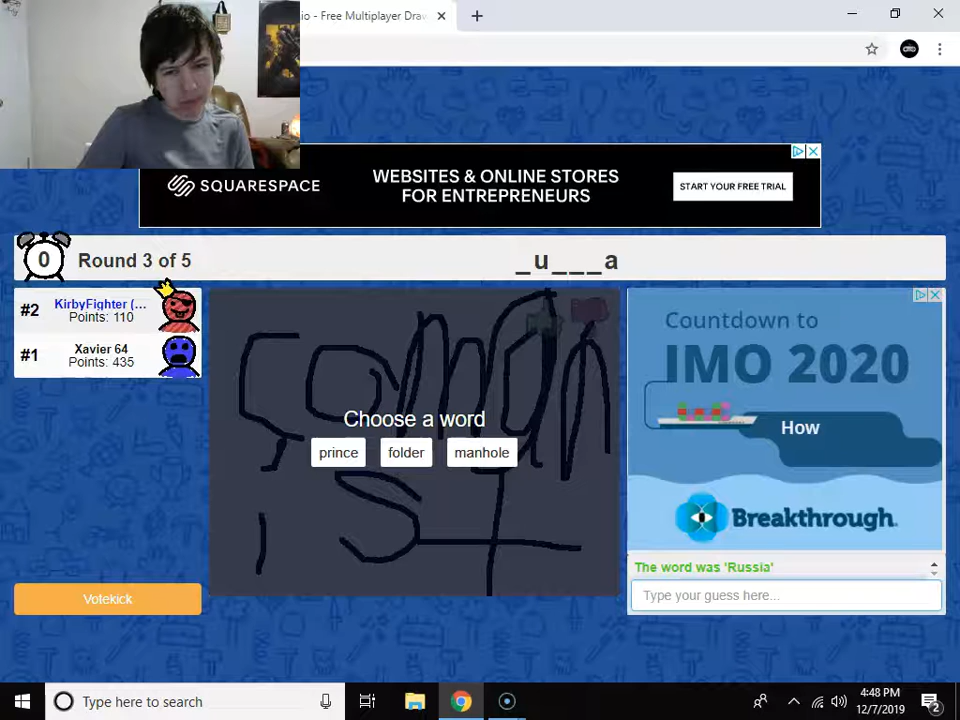 io - Free Multiplayer Drav
SQUARESPACE
WEBSITES & ONLINE STORES
FOR ENTREPRENEURS
START YOUR FREE TRIAL
0
Round 3 of 5
_u___a
#2
KirbyFighter (...
Points: 110
#1
Xavier 64
Points: 435
Choose a word
prince
folder
manhole
Countdown to
IMO 2020
How
Breakthrough.
The word was 'Russia'
Type your guess here...
Votekick
Type here to search
4:48 PM
12/7/2019
2